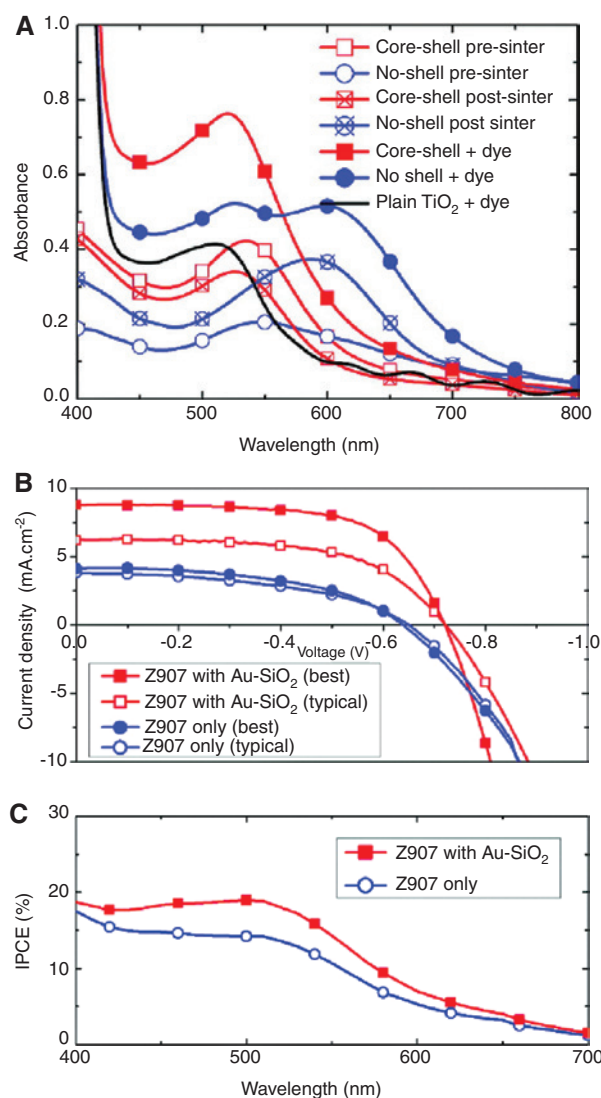 A
1.0
0.8
0.6
0.4
0.2
0.0
Absorbance
Core-shell pre-sinter
No-shell pre-sinter
Core-shell post-sinter
No-shell post sinter
Core-shell + dye
No shell + dye
Plain TiO₂ + dye
400 500 600 700 800
Wavelength (nm)
B
10
5
0
-5
-10
Current density (mA.cm⁻²)
0.0 -0.2 -0.4 Voltage (V) -0.6 -0.8 -1.0
Z907 with Au-SiO₂ (best)
Z907 with Au-SiO₂ (typical)
Z907 only (best)
Z907 only (typical)
C
30
20
10
0
IPCE (%)
Z907 with Au-SiO₂
Z907 only
400 500 600 700
Wavelength (nm)